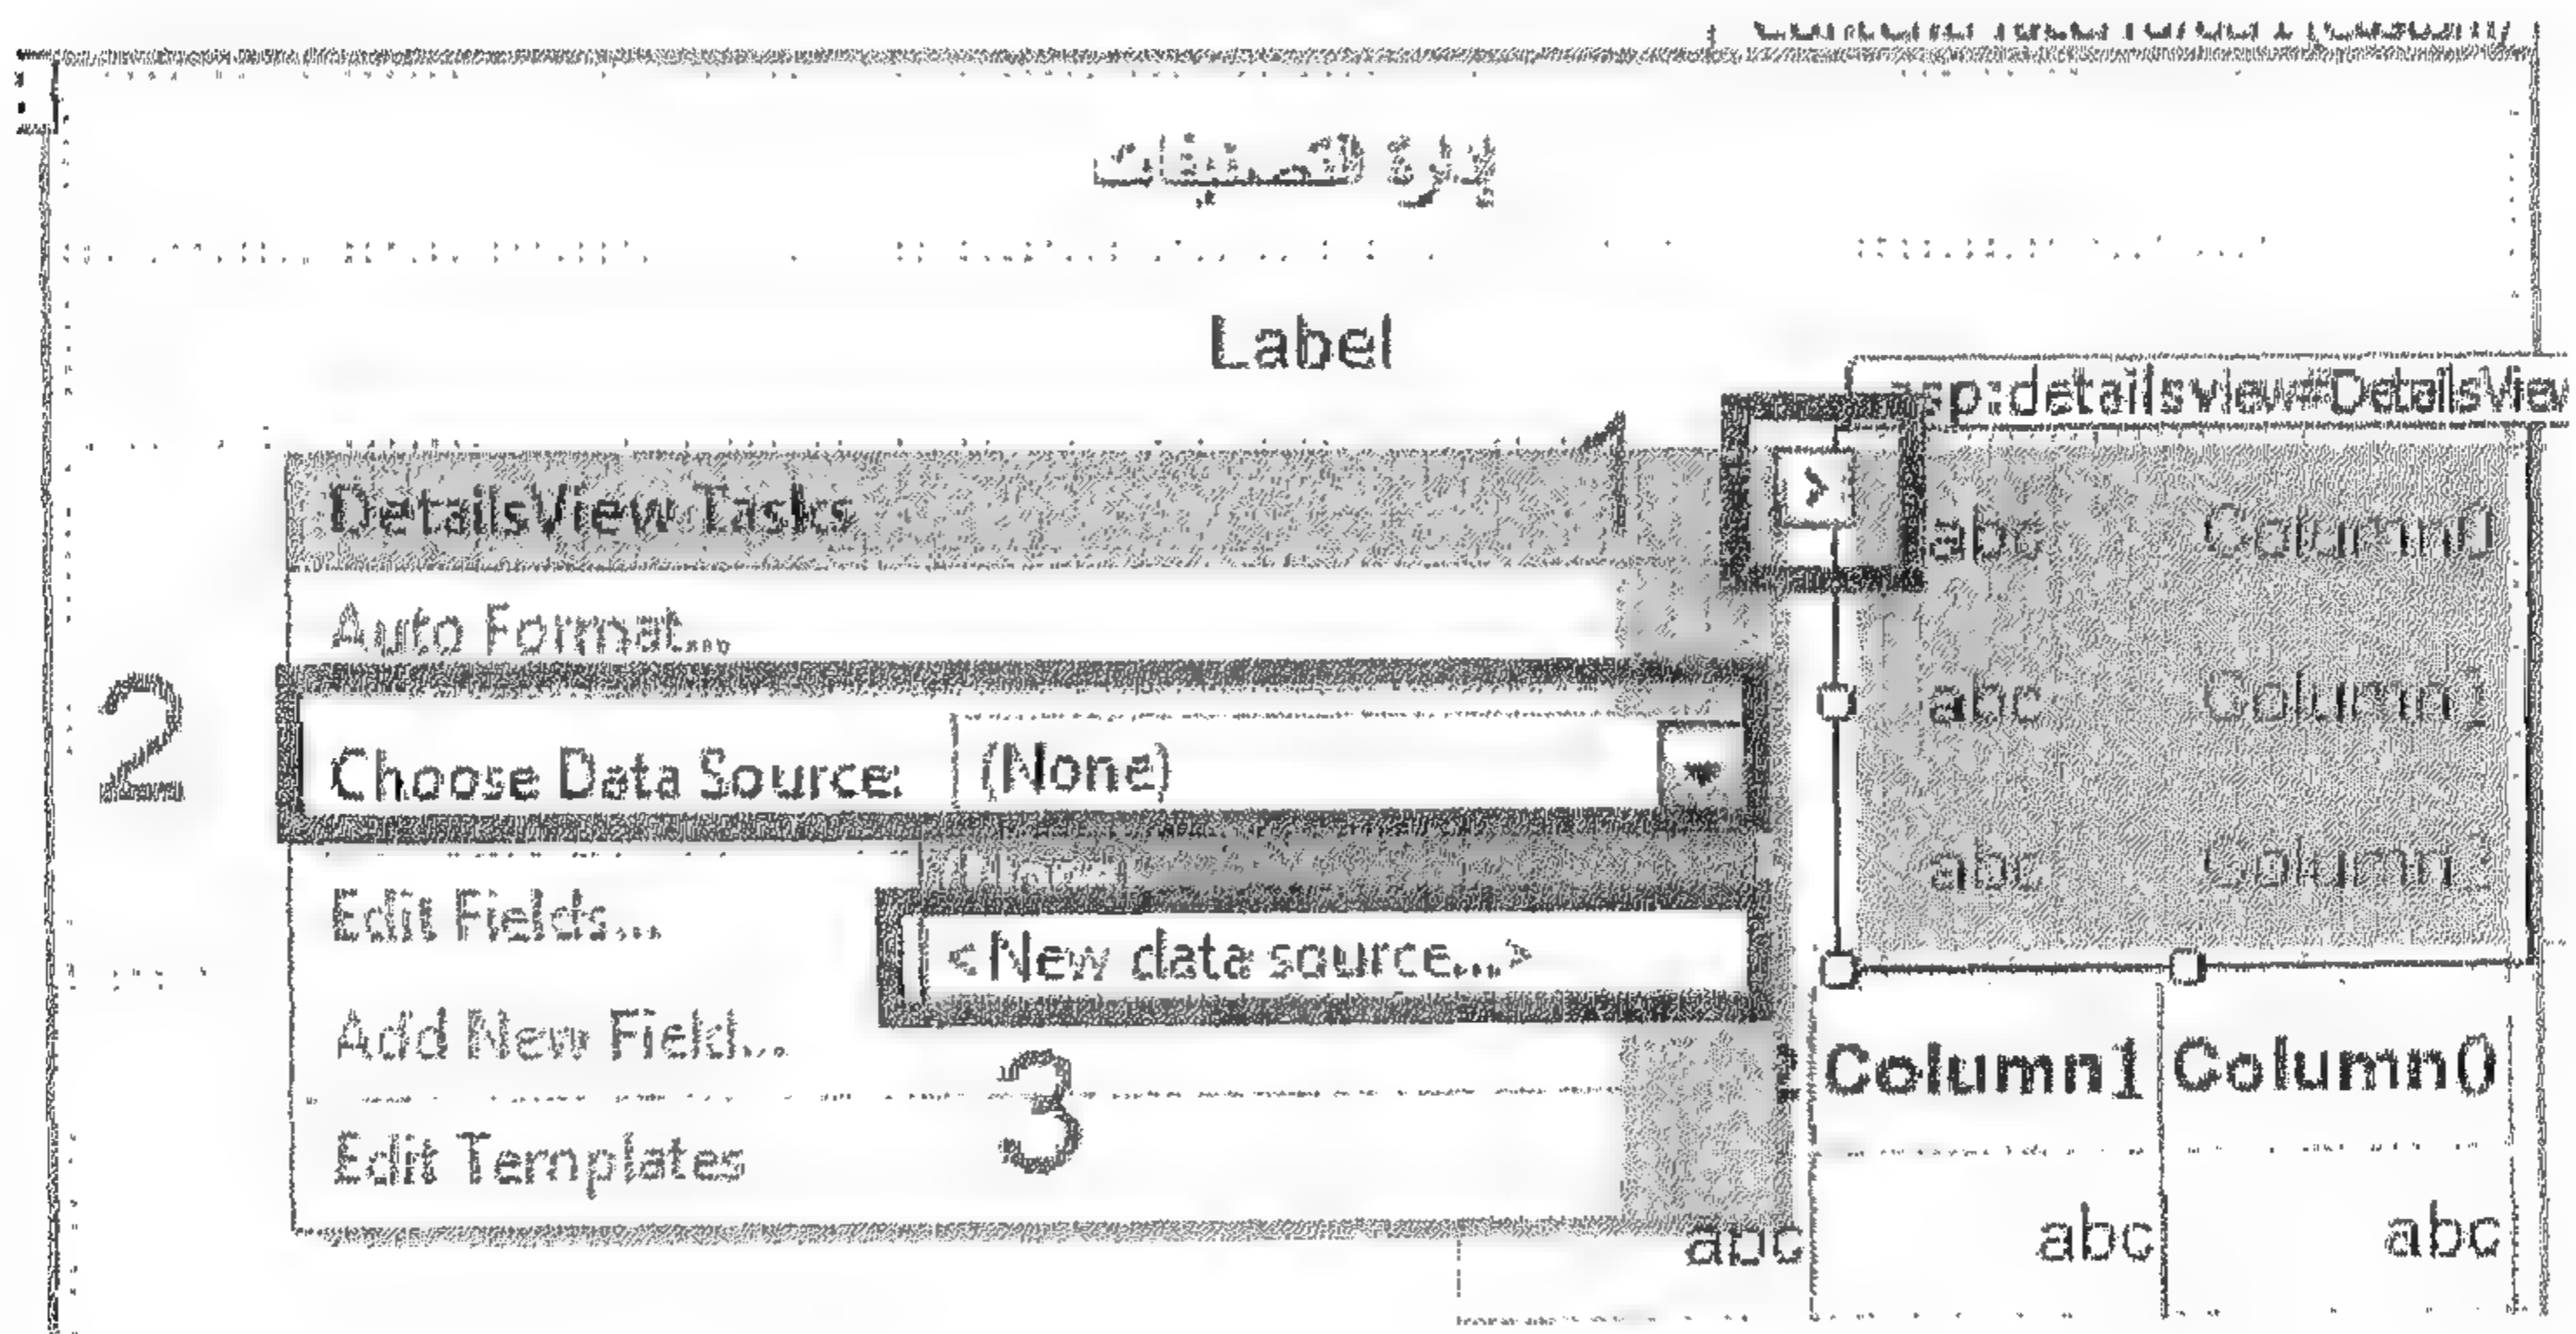 Label
asp:detailsview#DetailsView
DetailsView Tasks
abc Column0
Auto Format...
abc Column1
2
Choose Data Source: (None)
(None)
abc Column2
Edit Fields...
<New data source...>
Add New Field...
3
Column1 Column0
Edit Templates
abc abc abc